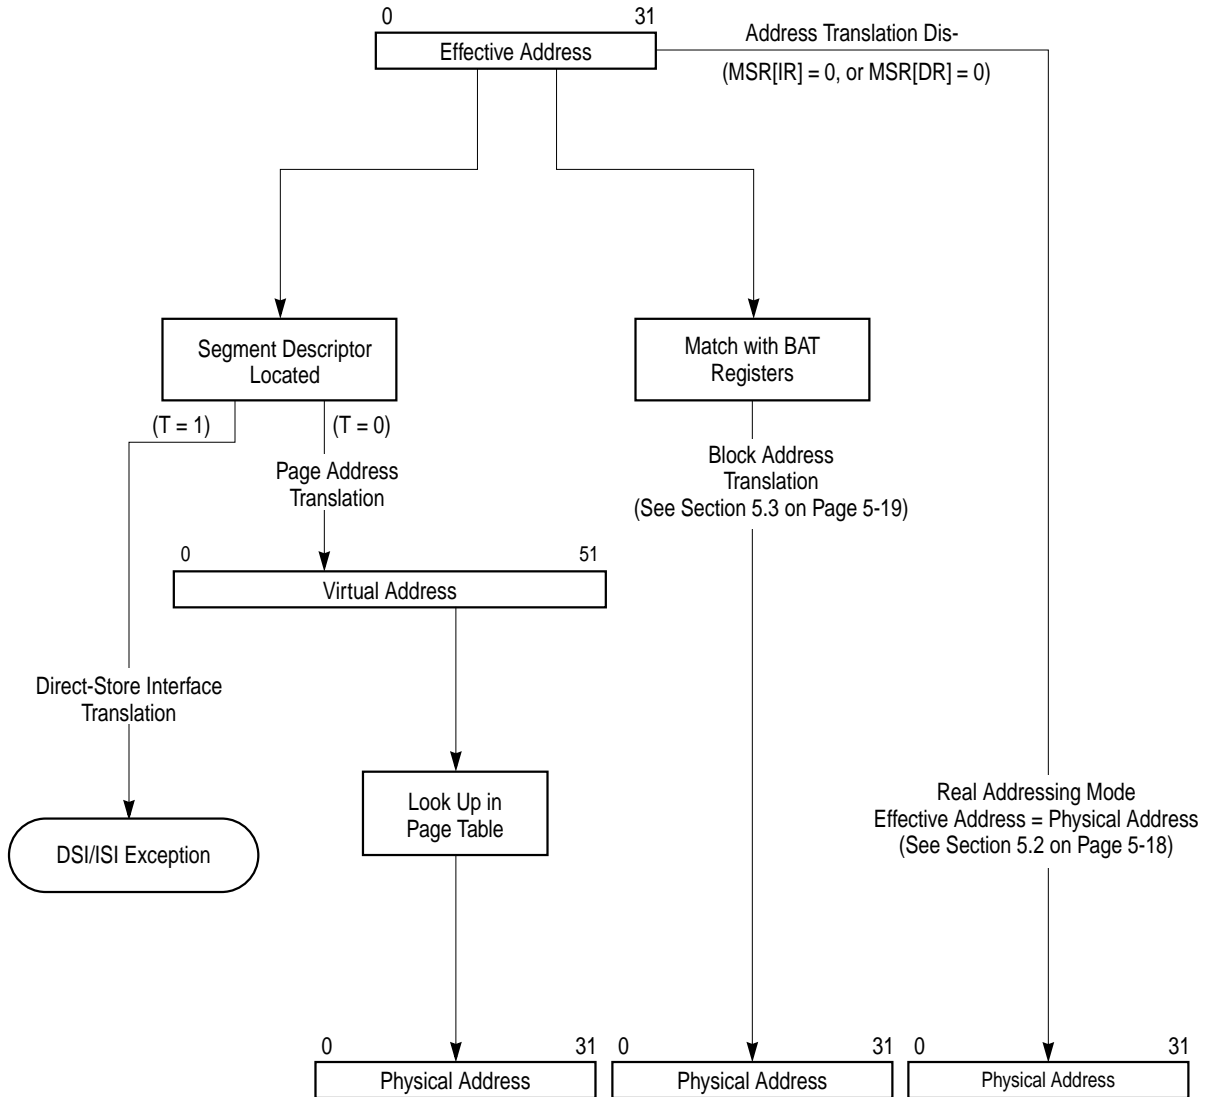 0 31
Address Translation Dis-
Effective Address
(MSR[IR] = 0, or MSR[DR] = 0)
Segment Descriptor
Located
Match with BAT
Registers
(T = 1)
(T = 0)
Page Address
Translation
Block Address
Translation
(See Section 5.3 on Page 5-19)
0 51
Virtual Address
Direct-Store Interface
Translation
Look Up in
Page Table
Real Addressing Mode
Effective Address = Physical Address
(See Section 5.2 on Page 5-18)
DSI/ISI Exception
0 31
Physical Address
0 31
Physical Address
0 31
Physical Address